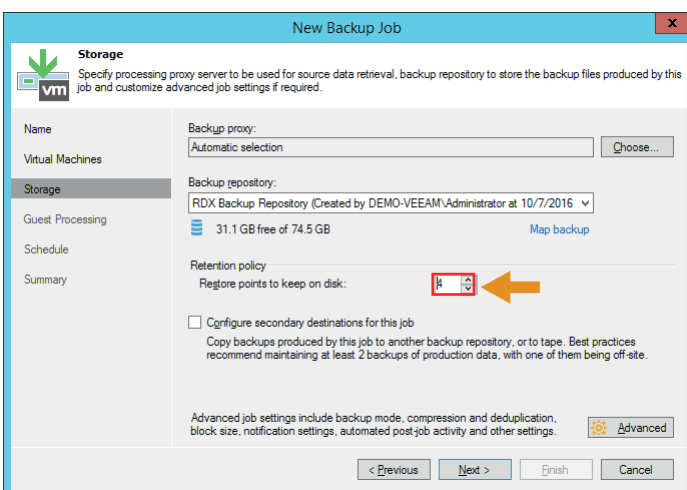 New Backup Job
x
Storage
Specify processing proxy server to be used for source data retrieval, backup repository to store the backup files produced by this
job and customize advanced job settings if required.
vm
Name
Virtual Machines
Storage
Guest Processing
Schedule
Summary
Backup proxy:
Automatic selection
Choose...
Backup repository:
RDX Backup Repository (Created by DEMO-VEEAM\Administrator at 10/7/2016
31.1 GB free of 74.5 GB
Map backup
Retention policy
Restore points to keep on disk:
4
Configure secondary destinations for this job
Copy backups produced by this job to another backup repository, or to tape. Best practices
recommend maintaining at least 2 backups of production data, with one of them being off-site.
Advanced job settings include backup mode, compression and deduplication,
block size, notification settings, automated post-job activity and other settings.
Advanced
< Previous
Next >
Finish
Cancel